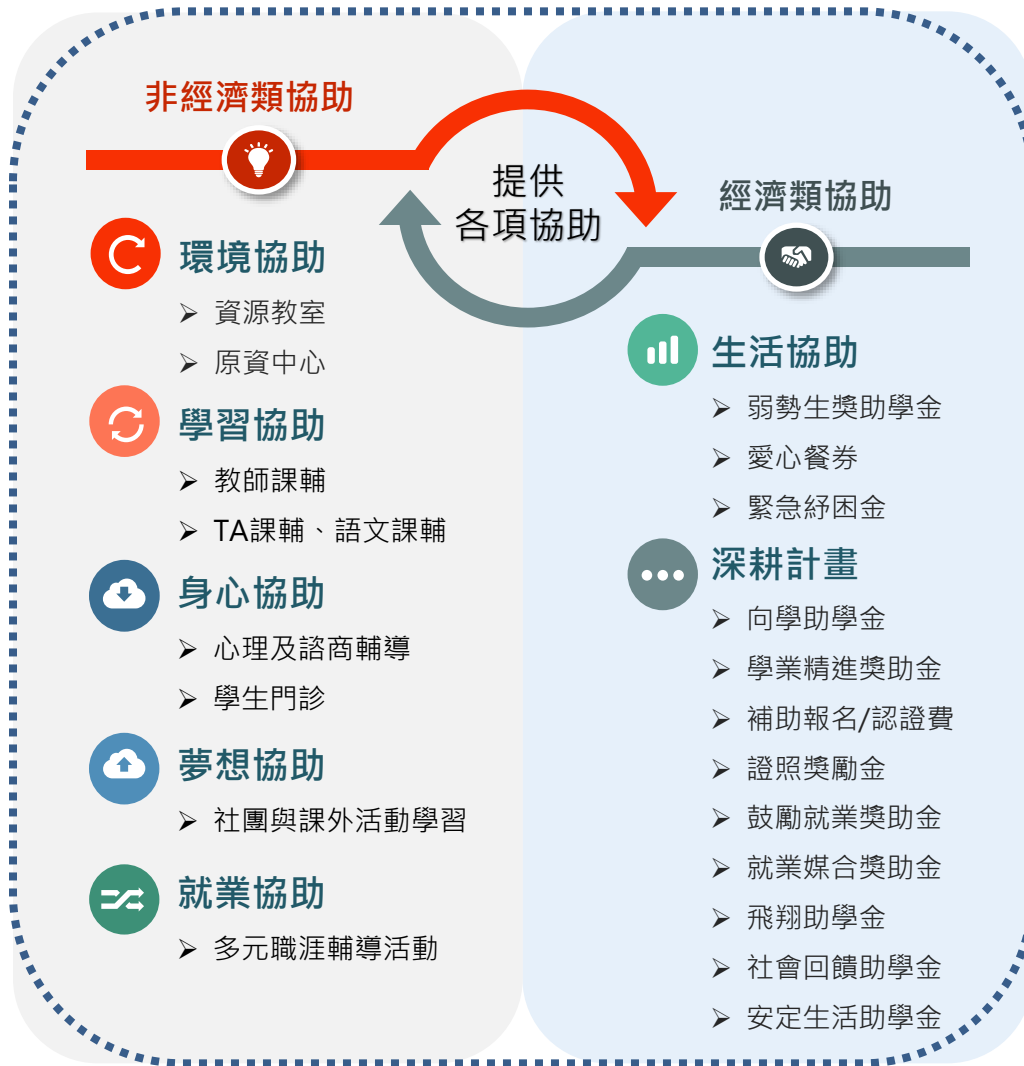 非經濟類協助
提供
各項協助
環境協助
資源教室
原資中心
學習協助
教師課輔
TA課輔、語文課輔
身心協助
心理及諮商輔導
學生門診
夢想協助
社團與課外活動學習
就業協助
多元職涯輔導活動
經濟類協助
生活協助
弱勢生獎助學金
愛心餐券
緊急紓困金
深耕計畫
向學助學金
學業精進獎助金
補助報名/認證費
證照獎勵金
鼓勵就業獎助金
就業媒合獎助金
飛翔助學金
社會回饋助學金
安定生活助學金